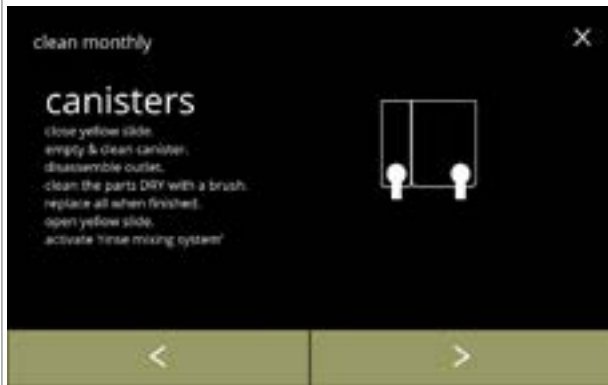 clean monthly
canisters
close yellow slide.
empty & clean canister.
disassemble outlet.
clean the parts DRY with a brush.
replace all when finished.
open yellow slide.
activate 'rinse mixing system'